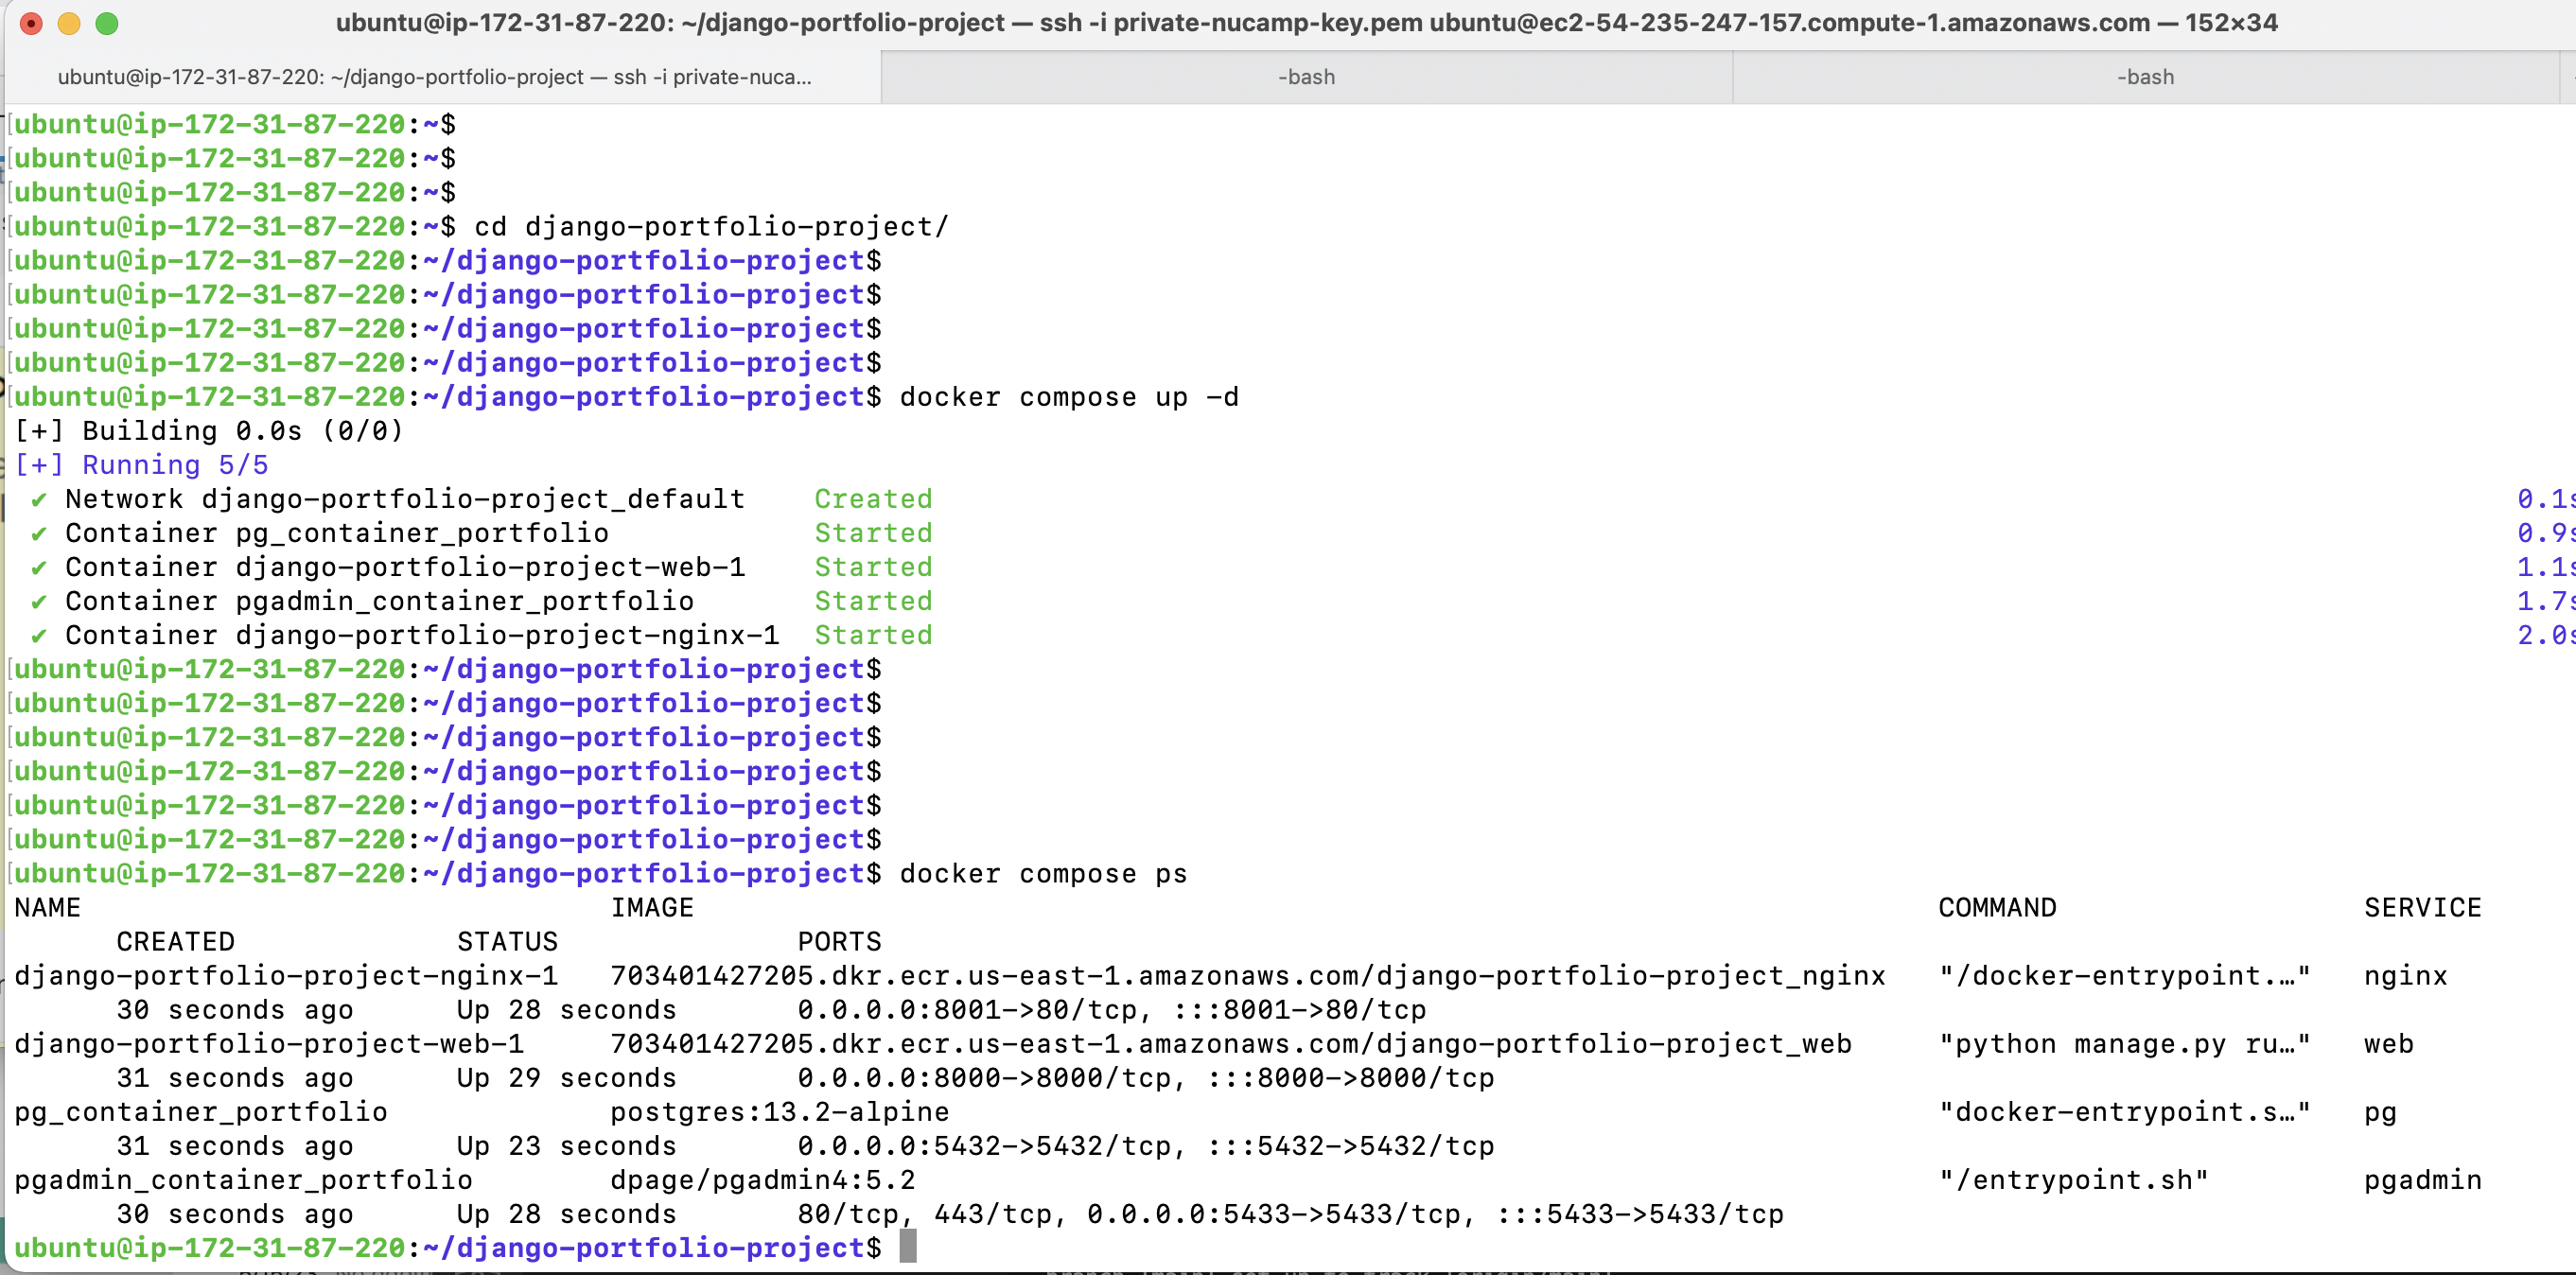 ubuntu@ip-172-31-87-220: ~/django-portfolio-project — ssh -i private-nucamp-key.pem ubuntu@ec2-54-235-247-157.compute-1.amazonaws.com — 152×34
ubuntu@ip-172-31-87-220: ~/django-portfolio-project — ssh -i private-nuca... -bash -bash
[ubuntu@ip-172-31-87-220:~$
[ubuntu@ip-172-31-87-220:~$
[ubuntu@ip-172-31-87-220:~$
[ubuntu@ip-172-31-87-220:~$ cd django-portfolio-project/
[ubuntu@ip-172-31-87-220:~/django-portfolio-project$
[ubuntu@ip-172-31-87-220:~/django-portfolio-project$
[ubuntu@ip-172-31-87-220:~/django-portfolio-project$
[ubuntu@ip-172-31-87-220:~/django-portfolio-project$
[ubuntu@ip-172-31-87-220:~/django-portfolio-project$ docker compose up -d
[+] Building 0.0s (0/0)
[+] Running 5/5
✔ Network django-portfolio-project_default Created 0.1s
✔ Container pg_container_portfolio Started 0.9s
✔ Container django-portfolio-project-web-1 Started 1.1s
✔ Container pgadmin_container_portfolio Started 1.7s
✔ Container django-portfolio-project-nginx-1 Started 2.0s
[ubuntu@ip-172-31-87-220:~/django-portfolio-project$
[ubuntu@ip-172-31-87-220:~/django-portfolio-project$
[ubuntu@ip-172-31-87-220:~/django-portfolio-project$
[ubuntu@ip-172-31-87-220:~/django-portfolio-project$
[ubuntu@ip-172-31-87-220:~/django-portfolio-project$
[ubuntu@ip-172-31-87-220:~/django-portfolio-project$
[ubuntu@ip-172-31-87-220:~/django-portfolio-project$ docker compose ps
NAME IMAGE COMMAND SERVICE
CREATED STATUS PORTS
django-portfolio-project-nginx-1 703401427205.dkr.ecr.us-east-1.amazonaws.com/django-portfolio-project_nginx "/docker-entrypoint.…" nginx
30 seconds ago Up 28 seconds 0.0.0.0:8001->80/tcp, :::8001->80/tcp
django-portfolio-project-web-1 703401427205.dkr.ecr.us-east-1.amazonaws.com/django-portfolio-project_web "python manage.py ru…" web
31 seconds ago Up 29 seconds 0.0.0.0:8000->8000/tcp, :::8000->8000/tcp
pg_container_portfolio postgres:13.2-alpine "docker-entrypoint.s…" pg
31 seconds ago Up 23 seconds 0.0.0.0:5432->5432/tcp, :::5432->5432/tcp
pgadmin_container_portfolio dpage/pgadmin4:5.2 "/entrypoint.sh" pgadmin
30 seconds ago Up 28 seconds 80/tcp, 443/tcp, 0.0.0.0:5433->5433/tcp, :::5433->5433/tcp
ubuntu@ip-172-31-87-220:~/django-portfolio-project$